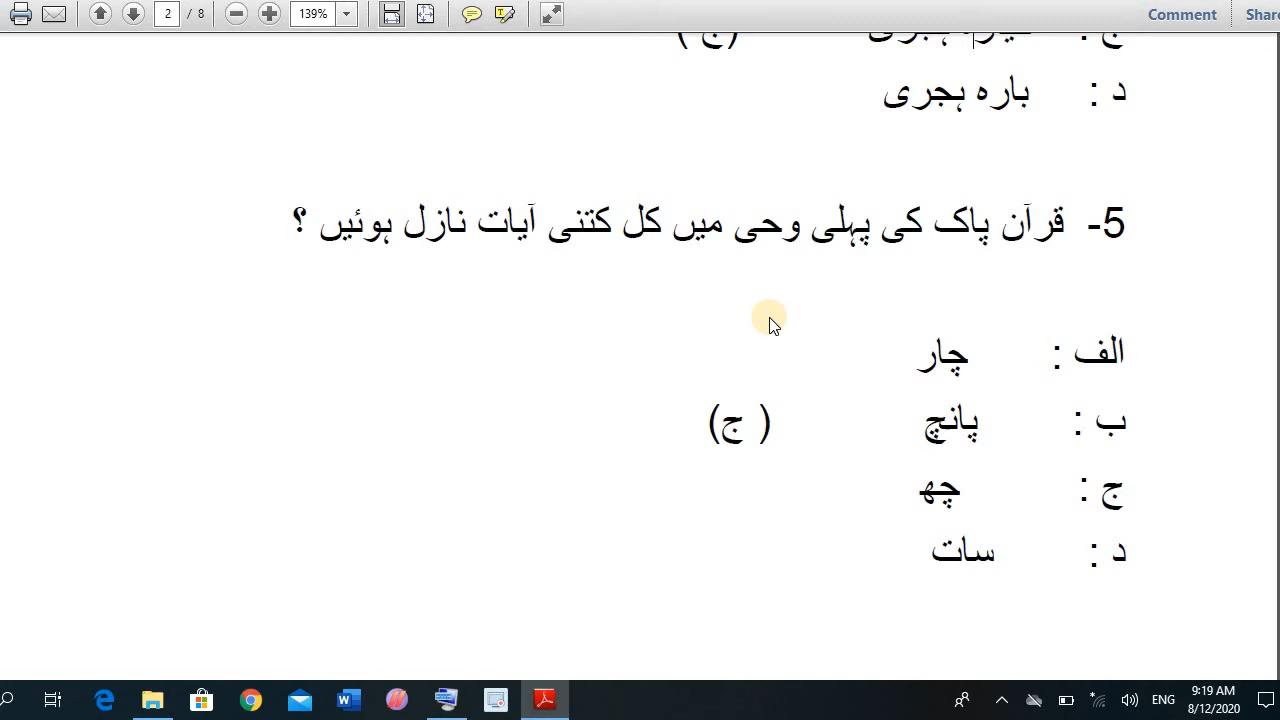 2 / 8
139%
Comment
Shar
ج :
(ج )
د : بارہ ہجری
5- قرآن پاک کی پہلی وحی میں کل کتنی آیات نازل ہوئیں ؟
الف : چار
ب : پانچ ( ج)
ج : چھ
د : سات
ENG
9:19 AM
8/12/2020